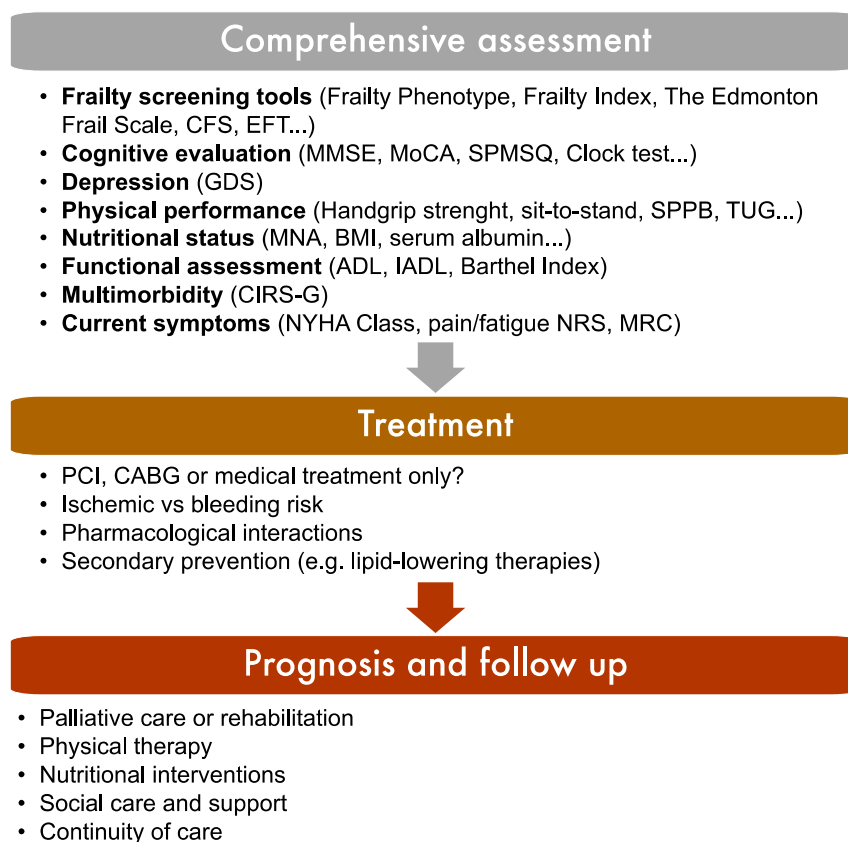 Comprehensive assessment
• Frailty screening tools (Frailty Phenotype, Frailty Index, The Edmonton
Frail Scale, CFS, EFT...)
• Cognitive evaluation (MMSE, MoCA, SPMSQ, Clock test...)
• Depression (GDS)
• Physical performance (Handgrip strenght, sit-to-stand, SPPB, TUG...)
• Nutritional status (MNA, BMI, serum albumin...)
• Functional assessment (ADL, IADL, Barthel Index)
• Multimorbidity (CIRS-G)
• Current symptoms (NYHA Class, pain/fatigue NRS, MRC)
Treatment
• PCI, CABG or medical treatment only?
• Ischemic vs bleeding risk
• Pharmacological interactions
• Secondary prevention (e.g. lipid-lowering therapies)
Prognosis and follow up
• Palliative care or rehabilitation
• Physical therapy
• Nutritional interventions
• Social care and support
• Continuity of care